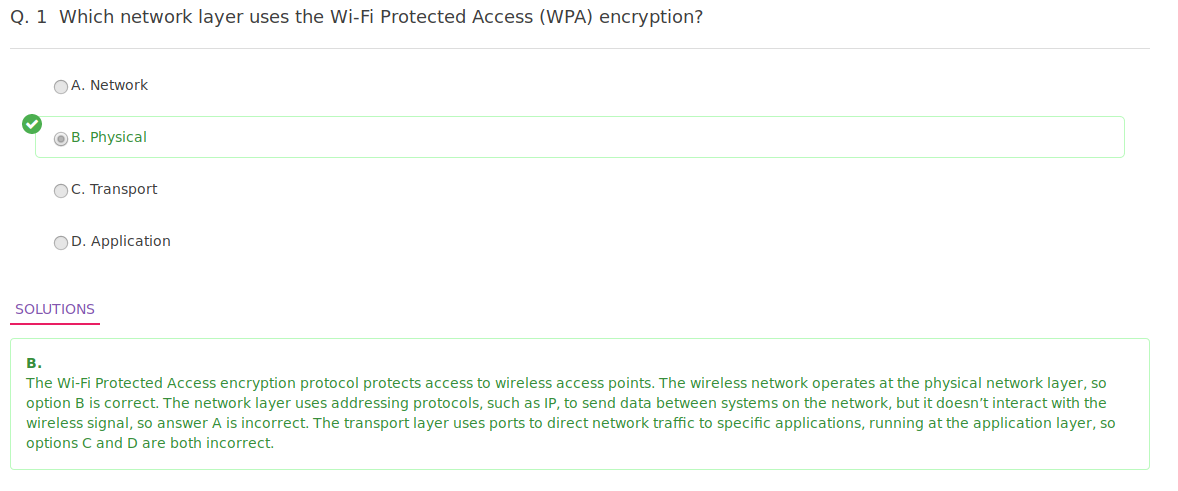 Q. 1 Which network layer uses the Wi-Fi Protected Access (WPA) encryption?
A. Network
B. Physical
C. Transport
D. Application
SOLUTIONS
B.
The Wi-Fi Protected Access encryption protocol protects access to wireless access points. The wireless network operates at the physical network layer, so
option B is correct. The network layer uses addressing protocols, such as IP, to send data between systems on the network, but it doesn’t interact with the
wireless signal, so answer A is incorrect. The transport layer uses ports to direct network traffic to specific applications, running at the application layer, so
options C and D are both incorrect.